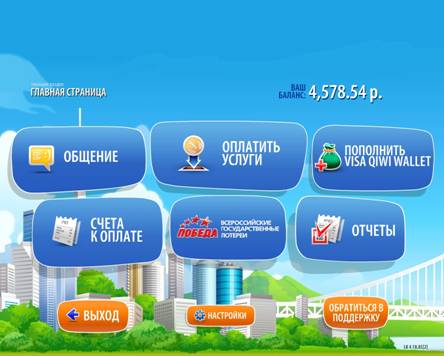 ГЛАВНАЯ СТРАНИЦА
ВАШ
БАЛАНС: 4,578.54 р.
ОБЩЕНИЕ
ОПЛАТИТЬ
УСЛУГИ
ПОПОЛНИТЬ
VISA QIWI WALLET
СЧЕТА
К ОПЛАТЕ
ПОБЕДА
ВСЕРОССИЙСКИЕ
ГОСУДАРСТВЕННЫЕ
ЛОТЕРЕИ
ОТЧЕТЫ
ВЫХОД
НАСТРОЙКИ
ОБРАТИТЬСЯ В
ПОДДЕРЖКУ